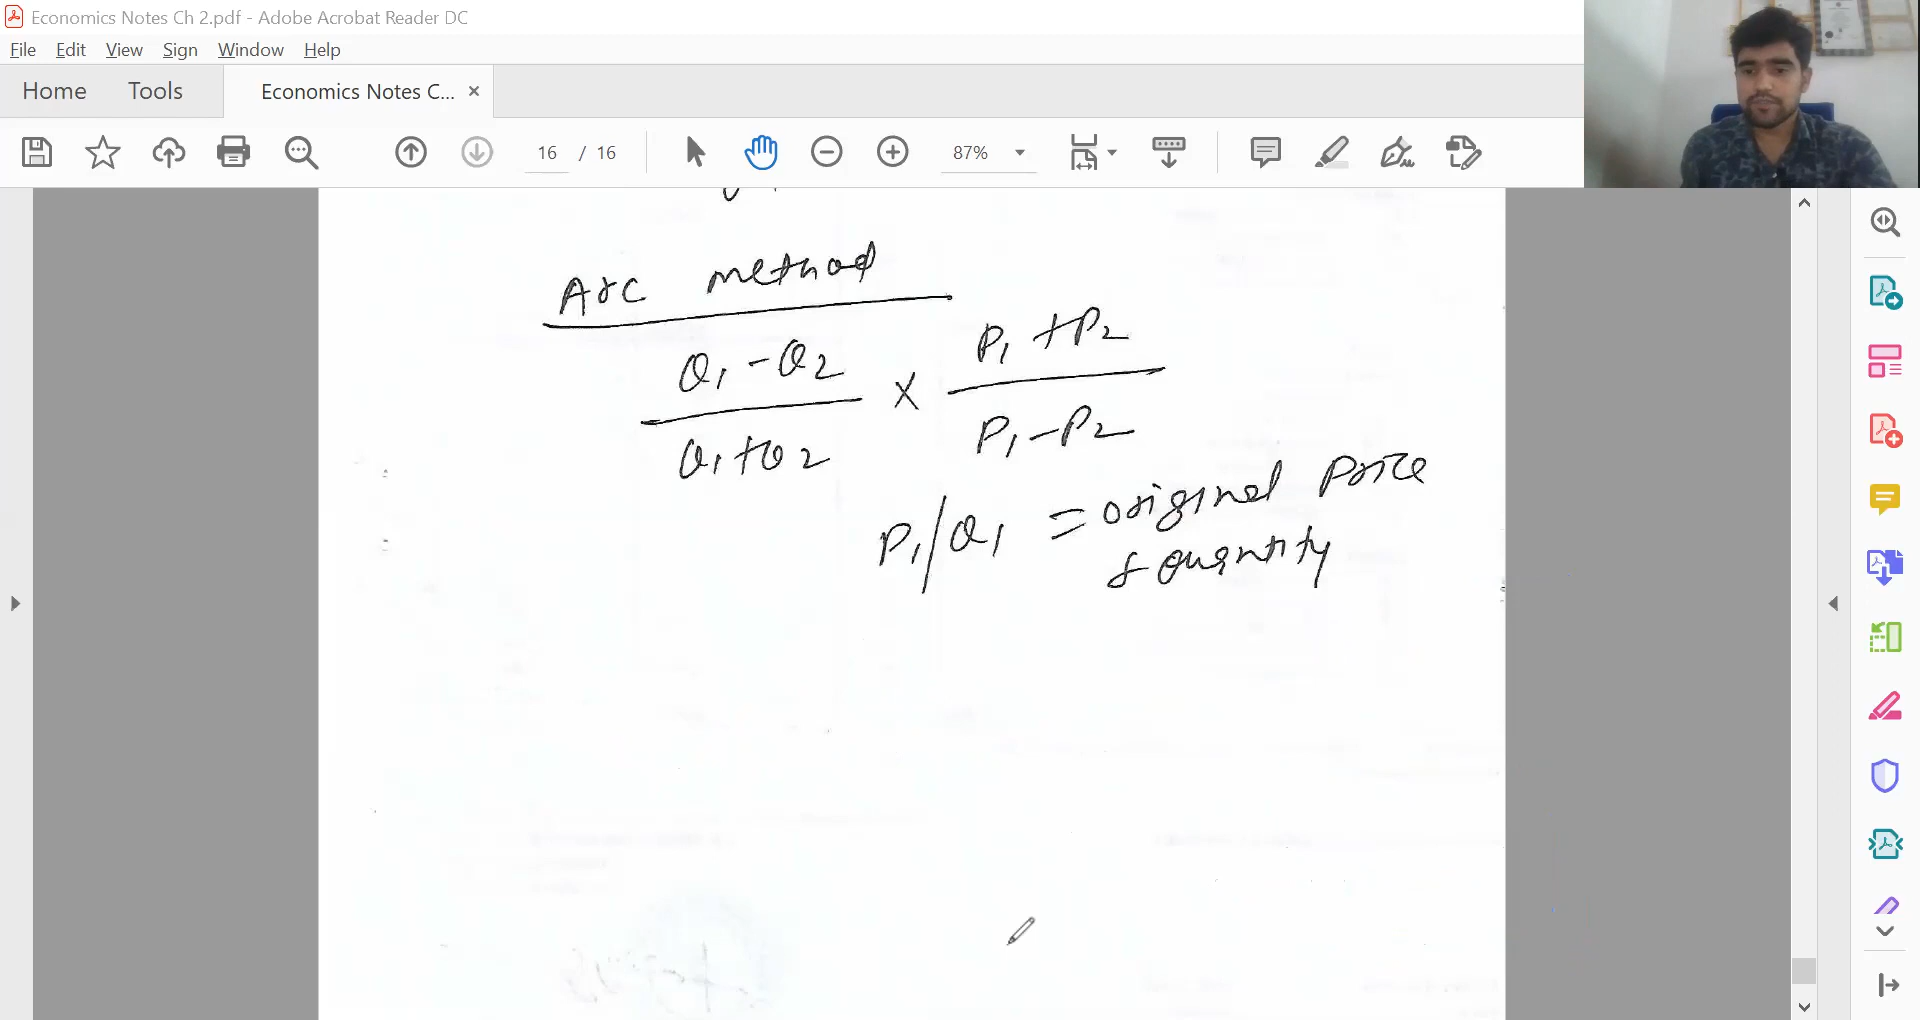 Economics Notes Ch 2.pdf - Adobe Acrobat Reader DC
File Edit View Sign Window Help
Home Tools Economics Notes C... ×
16 / 16 87%
Arc method
Q1 - Q2
Q1 + Q2
×
P1 + P2
P1 - P2
P1/Q1 = original Price
& quantity